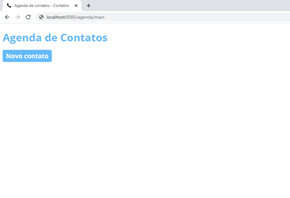 Agenda de contatos - Contatos
localhost:8080/agenda/main
Agenda de Contatos
Novo contato